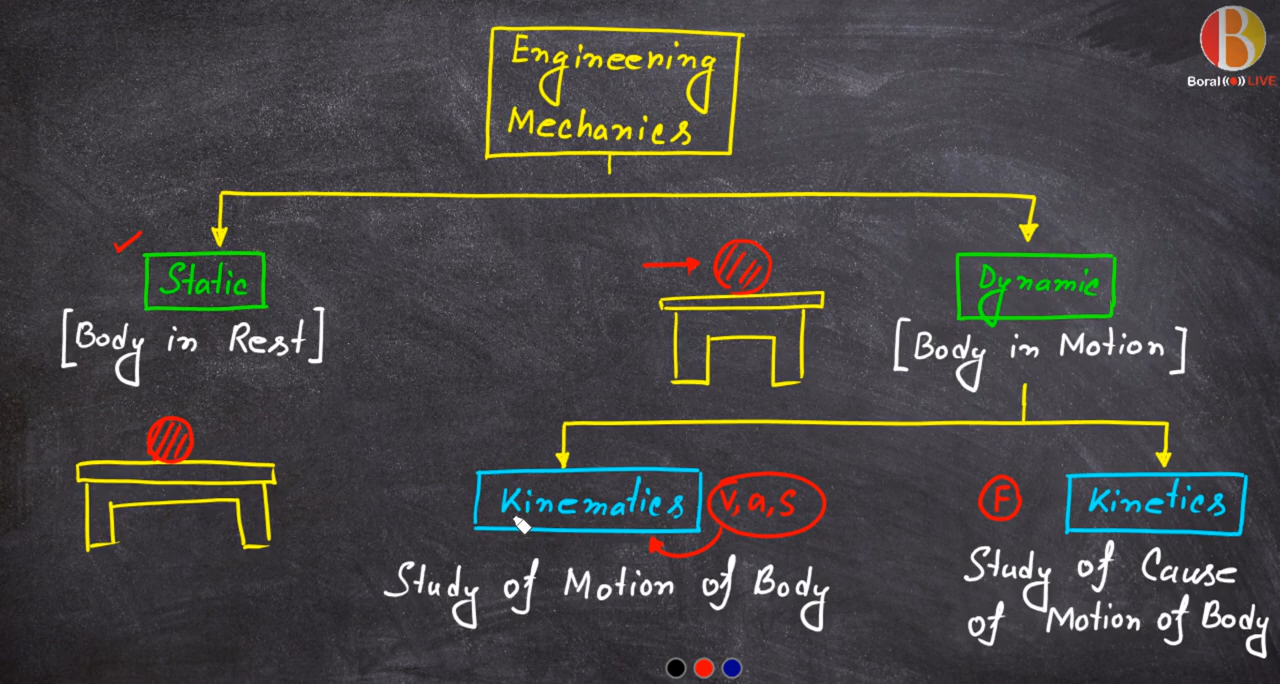 Engineering
Mechanics
Boral((●)) LIVE
Static
[Body in Rest]
Dynamic
[Body in Motion]
Kinematics
V, a, S
Study of Motion of Body
F
Kinetics
Study of Cause
of Motion of Body